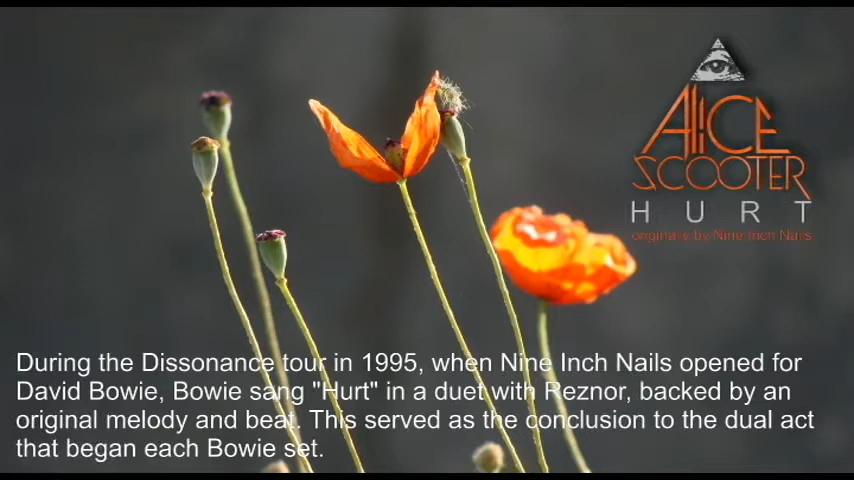 AliCE
SCOOTER
HURT
originally by Nine Inch Nails
During the Dissonance tour in 1995, when Nine Inch Nails opened for
David Bowie, Bowie sang "Hurt" in a duet with Reznor, backed by an
original melody and beat. This served as the conclusion to the dual act
that began each Bowie set.